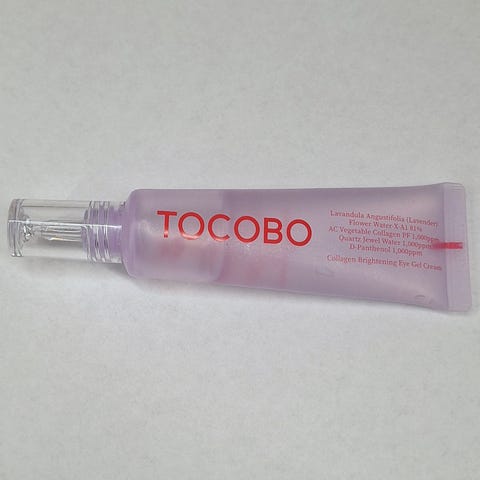 TOCOBO
Lavandula Angustifolia (Lavender)
Flower Water X A1 81%
AC Vegetable Collagen PF 1,000ppm
Quartz Jewel Water 1,000ppm
D-Panthenol 1,000ppm
Collagen Brightening Eye Gel Cream